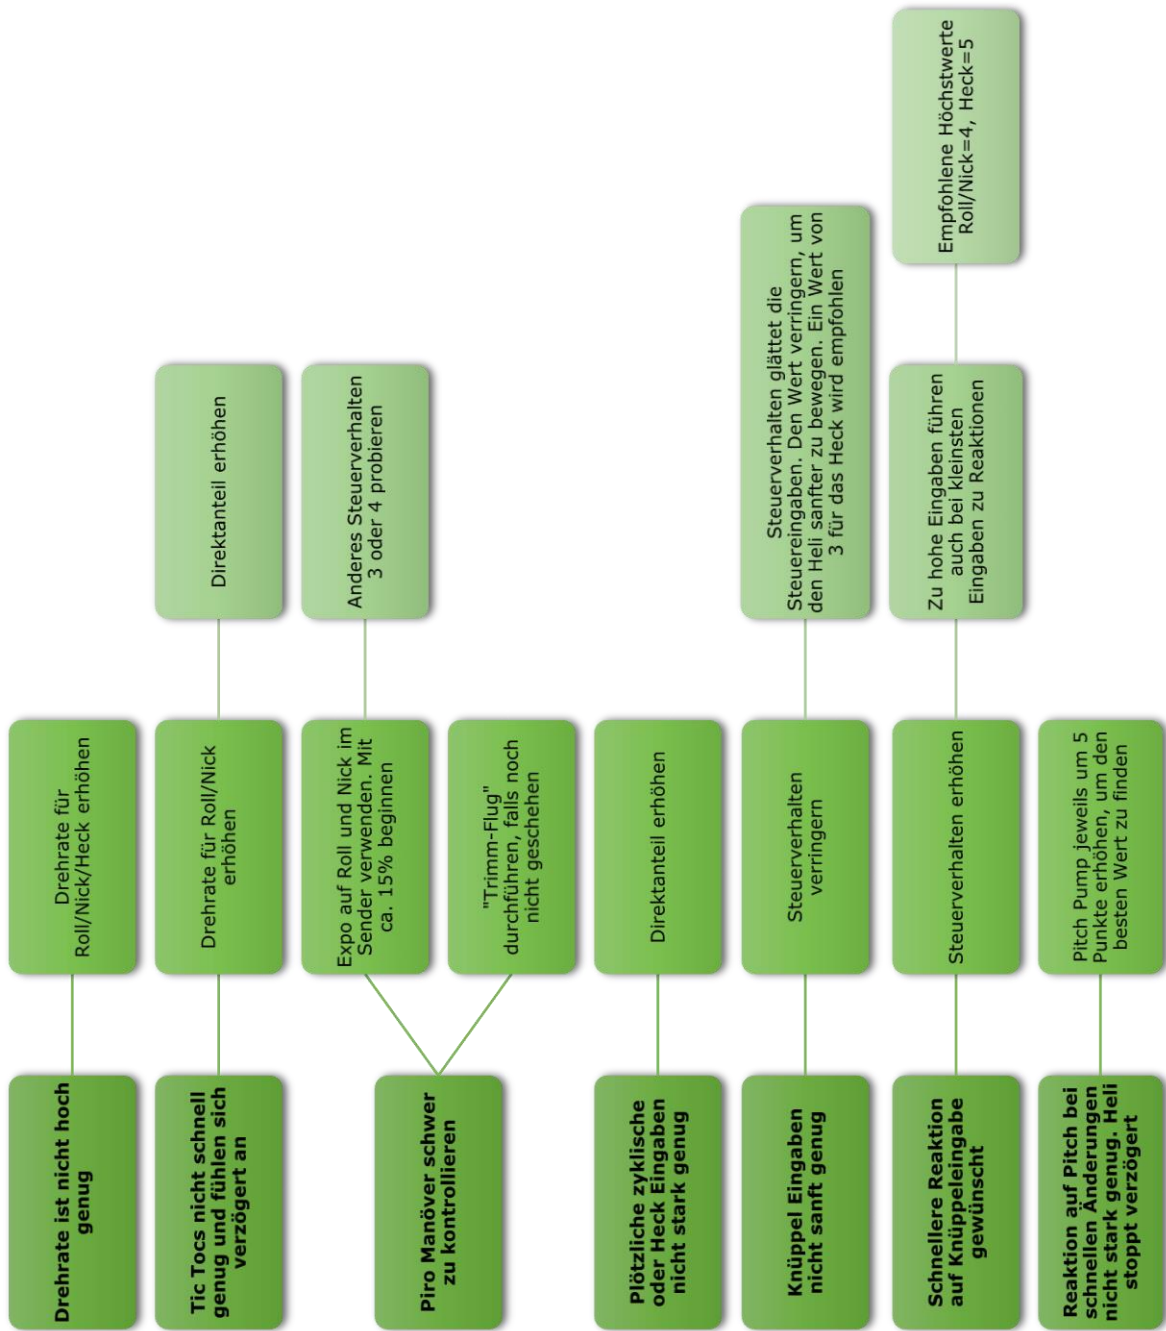 Drehrate ist nicht hoch
genug
Drehrate für
Roll/Nick/Heck erhöhen
Tic Tocs nicht schnell
genug und fühlen sich
verzögert an
Drehrate für Roll/Nick
erhöhen
Direktanteil erhöhen
Piro Manöver schwer
zu kontrollieren
Expo auf Roll und Nick im
Sender verwenden. Mit
ca. 15% beginnen
Anderes Steuerverhalten
3 oder 4 probieren
"Trimm-Flug"
durchführen, falls noch
nicht geschehen
Plötzliche zyklische
oder Heck Eingaben
nicht stark genug
Direktanteil erhöhen
Knüppel Eingaben
nicht sanft genug
Steuerverhalten
verringern
Steuerverhalten glättet die
Steuereingaben. Den Wert verringern, um
den Heli sanfter zu bewegen. Ein Wert von
3 für das Heck wird empfohlen
Schnellere Reaktion
auf Knüppeleingabe
gewünscht
Steuerverhalten erhöhen
Zu hohe Eingaben führen
auch bei kleinsten
Eingaben zu Reaktionen
Empfohlene Höchstwerte
Roll/Nick=4, Heck=5
Reaktion auf Pitch bei
schnellen Änderungen
nicht stark genug. Heli
stoppt verzögert
Pitch Pump jeweils um 5
Punkte erhöhen, um den
besten Wert zu finden